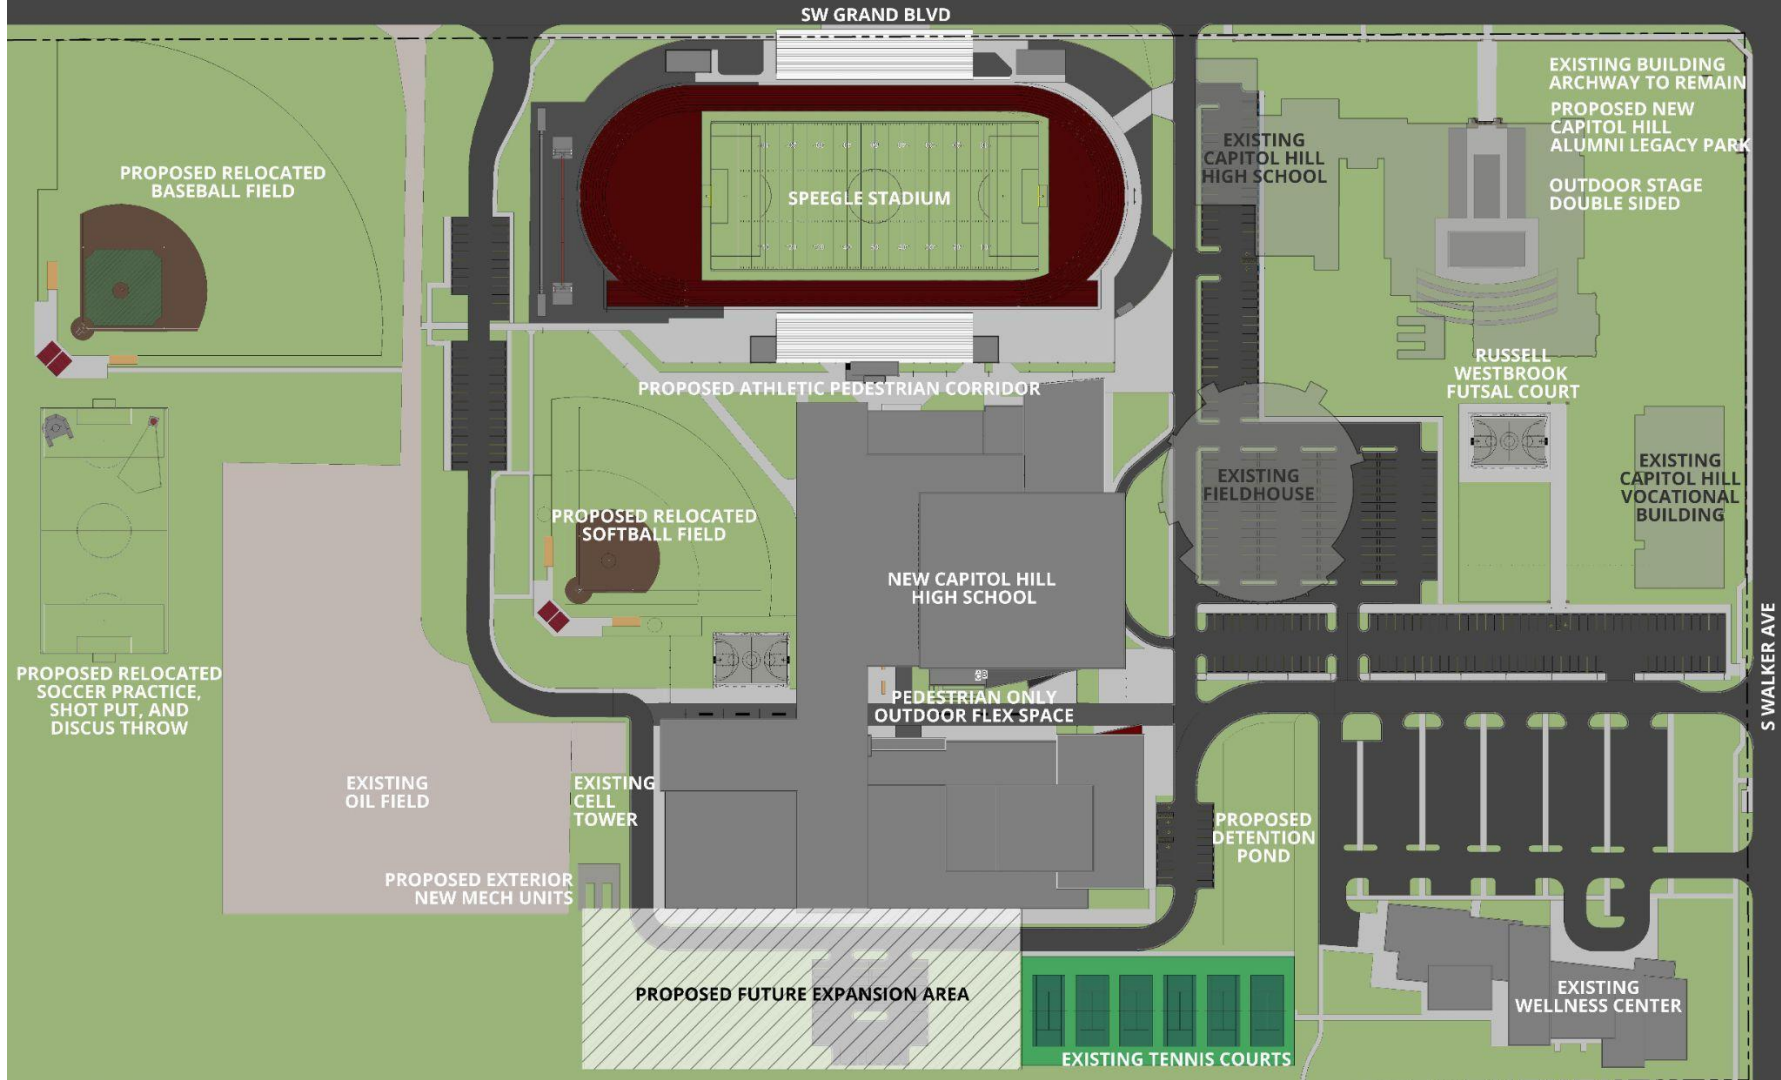 SW GRAND BLVD
EXISTING BUILDING
ARCHWAY TO REMAIN
PROPOSED NEW
CAPITOL HILL
ALUMNI LEGACY PARK
OUTDOOR STAGE
DOUBLE SIDED
EXISTING
CAPITOL HILL
HIGH SCHOOL
PROPOSED RELOCATED
BASEBALL FIELD
SPEEGLE STADIUM
PROPOSED ATHLETIC PEDESTRIAN CORRIDOR
RUSSELL
WESTBROOK
FUTSAL COURT
EXISTING
FIELDHOUSE
EXISTING
CAPITOL HILL
VOCATIONAL
BUILDING
PROPOSED RELOCATED
SOFTBALL FIELD
NEW CAPITOL HILL
HIGH SCHOOL
S WALKER AVE
PROPOSED RELOCATED
SOCCER PRACTICE,
SHOT PUT, AND
DISCUS THROW
PEDESTRIAN ONLY
OUTDOOR FLEX SPACE
EXISTING
OIL FIELD
EXISTING
CELL
TOWER
PROPOSED
DETENTION
POND
PROPOSED EXTERIOR
NEW MECH UNITS
PROPOSED FUTURE EXPANSION AREA
EXISTING
WELLNESS CENTER
EXISTING TENNIS COURTS